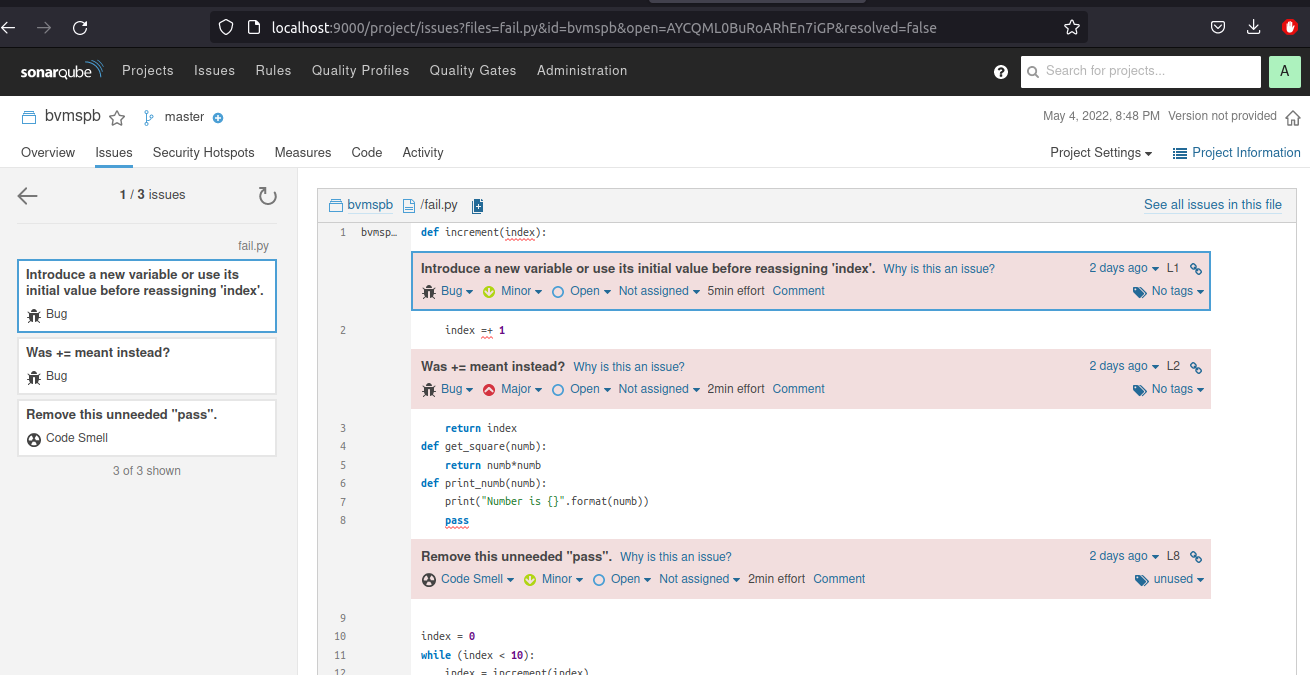 localhost:9000/project/issues?files=fail.py&id=bvmspb&open=AYCQML0BuRoARhEn7iGP&resolved=false
sonarqube Projects Issues Rules Quality Profiles Quality Gates Administration ? Search for projects... A
bvmspb master May 4, 2022, 8:48 PM Version not provided
Overview Issues Security Hotspots Measures Code Activity Project Settings Project Information
1 / 3 issues
fail.py
Introduce a new variable or use its
initial value before reassigning 'index'.
Bug
Was += meant instead?
Bug
Remove this unneeded "pass".
Code Smell
3 of 3 shown
bvmspb /fail.py See all issues in this file
1 bvmsp… def increment(index):
Introduce a new variable or use its initial value before reassigning 'index'. Why is this an issue? 2 days ago L1
Bug Minor Open Not assigned 5min effort Comment No tags
2 index =+ 1
Was += meant instead? Why is this an issue? 2 days ago L2
Bug Major Open Not assigned 2min effort Comment No tags
3 return index
4 def get_square(numb):
5 return numb*numb
6 def print_numb(numb):
7 print("Number is {}".format(numb))
8 pass
Remove this unneeded "pass". Why is this an issue? 2 days ago L8
Code Smell Minor Open Not assigned 2min effort Comment unused
9
10 index = 0
11 while (index < 10):
12 index = increment(index)